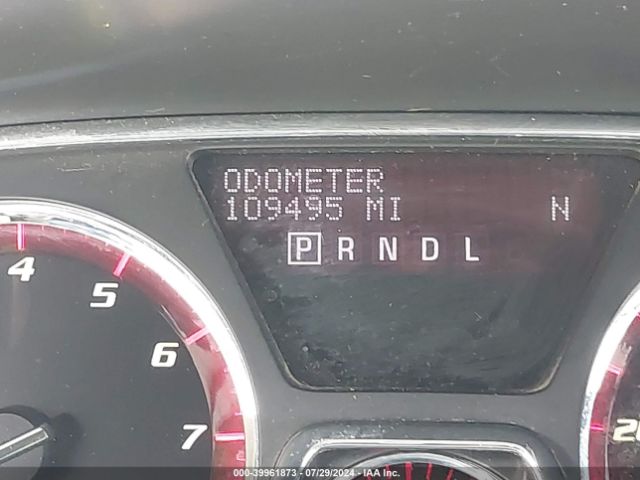 ODOMETER
109495 MI N
P R N D L
4
5
6
7
000-39961873 - 07/29/2024 - IAA Inc.